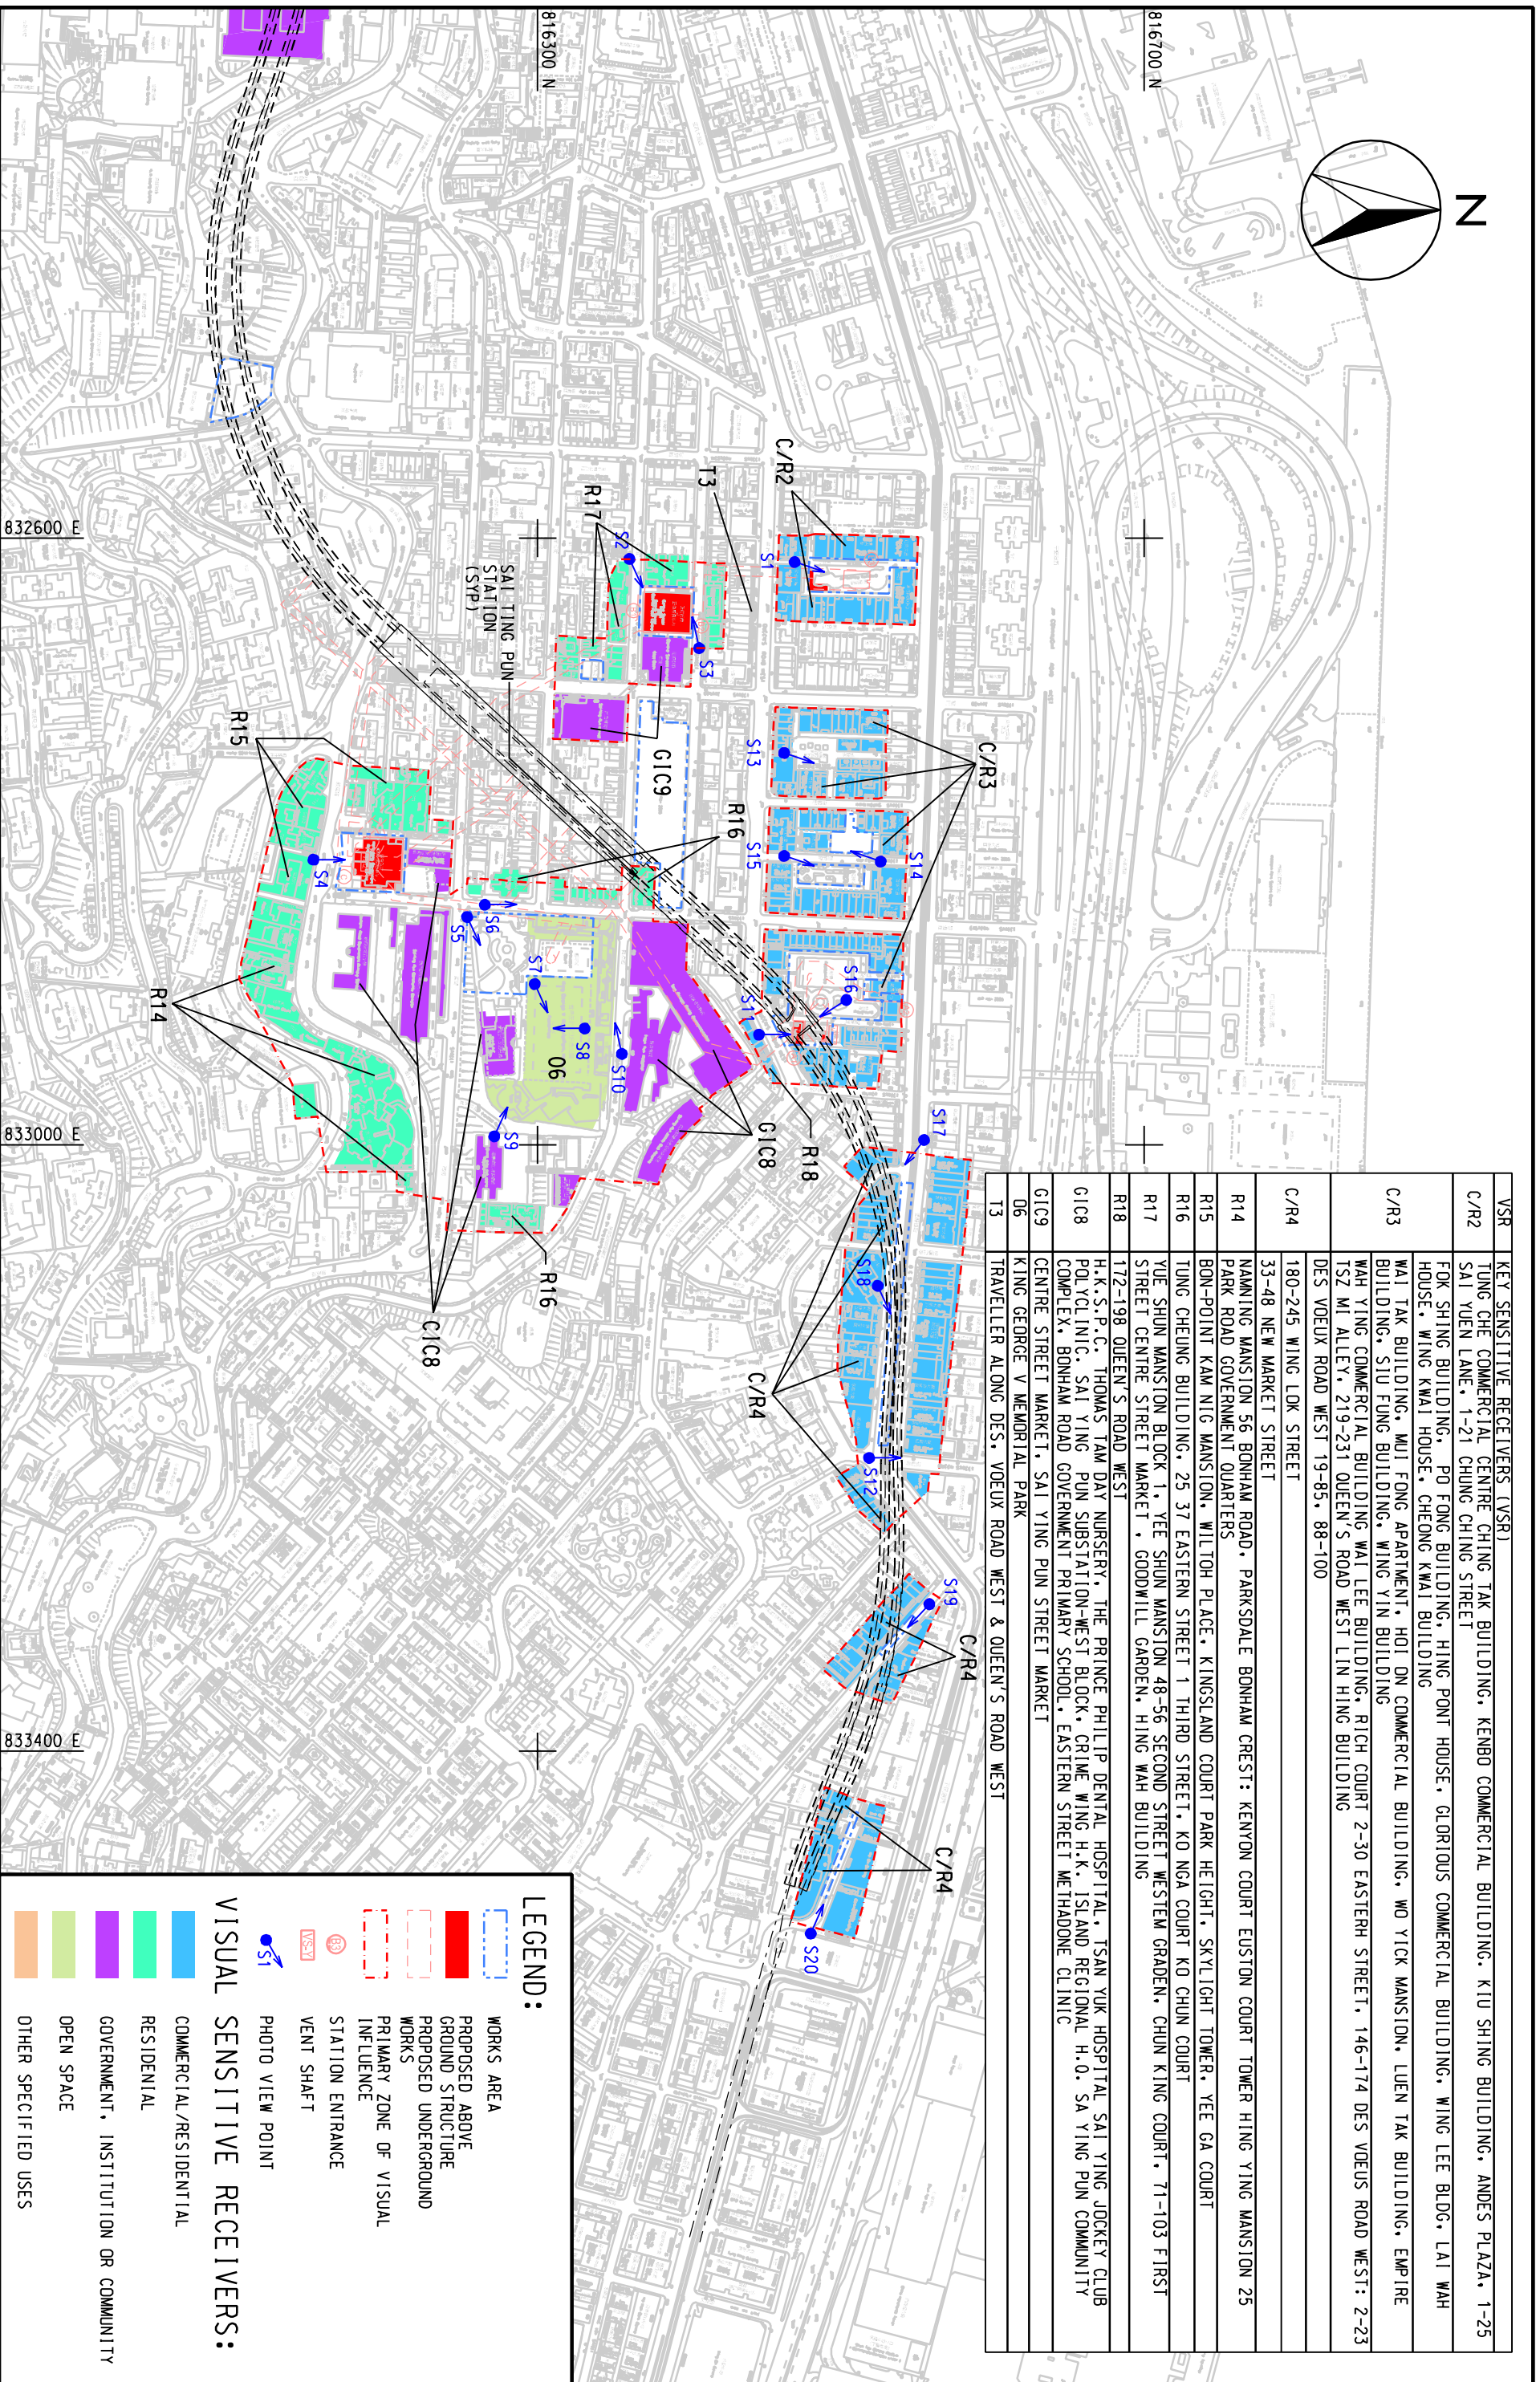 N
816700 N
816300 N
832600 E
833000 E
833400 E
VSR KEY SENSITIVE RECEIVERS (VSR)
C/R2 TUNG CHE COMMERCIAL CENTRE CHING TAK BUILDING, KENBO COMMERCIAL BUILDING. KIU SHING BUILDING, ANDES PLAZA, 1-25
SAI YUEN LANE, 1-21 CHUNG CHING STREET
C/R3 FOK SHING BUILDING, PO FONG BUILDING, HING PONT HOUSE, GLORIOUS COMMERCIAL BUILDING, WING LEE BLDG, LAI WAH
HOUSE, WING KWAI HOUSE, CHEONG KWAI BUILDING
WAI TAK BUILDING, MUI FONG APARTMENT, HOI ON COMMERCIAL BUILDING, WO YICK MANSION, LUEN TAK BUILDING, EMPIRE
BUILDING, SIU FUNG BUILDING, WING YIN BUILDING
WAH YING COMMERCIAL BUILDING WAI LEE BUILDING, RICH COURT 2-30 EASTERH STREET, 146-174 DES VOEUS ROAD WEST: 2-23
TSZ MI ALLEY, 219-231 QUEEN'S ROAD WEST LIN HING BUILDING
C/R4 DES VOEUX ROAD WEST 19-85, 88-100
180-245 WING LOK STREET
33-48 NEW MARKET STREET
R14 NAMNING MANSION 56 BONHAM ROAD, PARKSDALE BONHAM CREST: KENYON COURT EUSTON COURT TOWER HING YING MANSION 25
PARK ROAD GOVERNMENT QUARTERS
R15 BON-POINT KAM NIG MANSION, WILTOH PLACE, KINGSLAND COURT PARK HEIGHT, SKYLIGHT TOWER, YEE GA COURT
R16 TUNG CHEUNG BUILDING, 25 37 EASTERN STREET 1 THIRD STREET, KO NGA COURT KO CHUN COURT
R17 YUE SHUN MANSION BLOCK 1, YEE SHUN MANSION 48-56 SECOND STREET WESTEM GRADEN, CHUN KING COURT, 71-103 FIRST
STREET CENTRE STREET MARKET , GOODWILL GARDEN, HING WAH BUILDING
R18 172-198 QUEEN'S ROAD WEST
GIC8 H.K.S.P.C. THOMAS TAM DAY NURSERY, THE PRINCE PHILIP DENTAL HOSPITAL, TSAN YUK HOSPITAL SAI YING JOCKEY CLUB
POLYCLINIC, SAI YING PUN SUBSTATION-WEST BLOCK, CRIME WING H.K. ISLAND REGIONAL H.Q. SA YING PUN COMMUNITY
COMPLEX, BONHAM ROAD GOVERNMENT PRIMARY SCHOOL, EASTERN STREET METHADONE CLINIC
GIC9 CENTRE STREET MARKET, SAI YING PUN STREET MARKET
O6 KING GEORGE V MEMORIAL PARK
T3 TRAVELLER ALONG DES, VOEUX ROAD WEST & QUEEN'S ROAD WEST
C/R2
T3
R17
S1
S2
S3
SAI TING PUN
STATION
(SYP)
GIC9
C/R3
S13
S14
S15
S16
R16
R15
S4
S5
S6
S7
S8
O6
S9
S10
S11
R14
GIC8
R18
R16
CIC8
S17
S18
C/R4
S12
S19
C/R4
C/R4
S20
LEGEND:
WORKS AREA
PROPOSED ABOVE
GROUND STRUCTURE
PROPOSED UNDERGROUND
WORKS
PRIMARY ZONE OF VISUAL
INFLUENCE
B3 STATION ENTRANCE
VS-Y VENT SHAFT
S1 PHOTO VIEW POINT
VISUAL SENSITIVE RECEIVERS:
COMMERCIAL/RESIDENTIAL
RESIDENIAL
GOVERNMENT, INSTITUTION OR COMMUNITY
OPEN SPACE
OTHER SPECIFIED USES